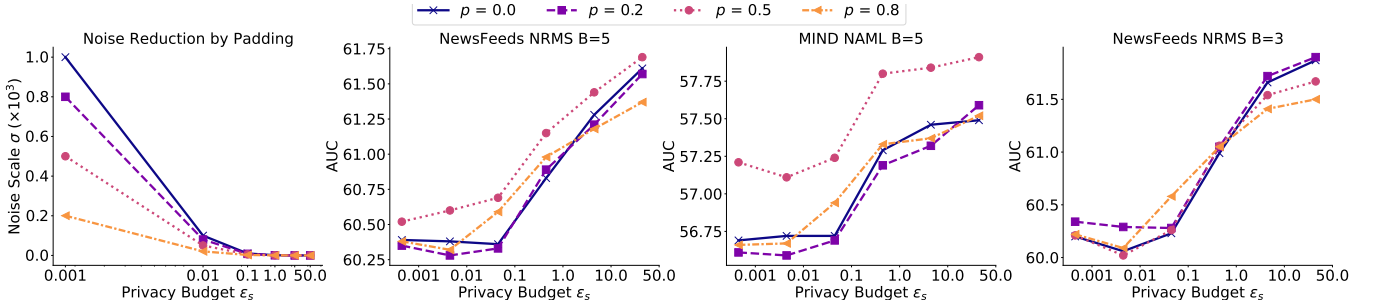 p = 0.0 p = 0.2 p = 0.5 p = 0.8
Noise Reduction by Padding
Noise Scale σ (×10³)
1.0
0.8
0.6
0.4
0.2
0.0
0.001 0.01 0.1 1.0 50.0
Privacy Budget εs
NewsFeeds NRMS B=5
AUC
61.75
61.50
61.25
61.00
60.75
60.50
60.25
0.001 0.01 0.1 1.0 50.0
Privacy Budget εs
MIND NAML B=5
AUC
57.75
57.50
57.25
57.00
56.75
0.001 0.01 0.1 1.0 50.0
Privacy Budget εs
NewsFeeds NRMS B=3
AUC
61.5
61.0
60.5
60.0
0.001 0.01 0.1 1.0 50.0
Privacy Budget εs